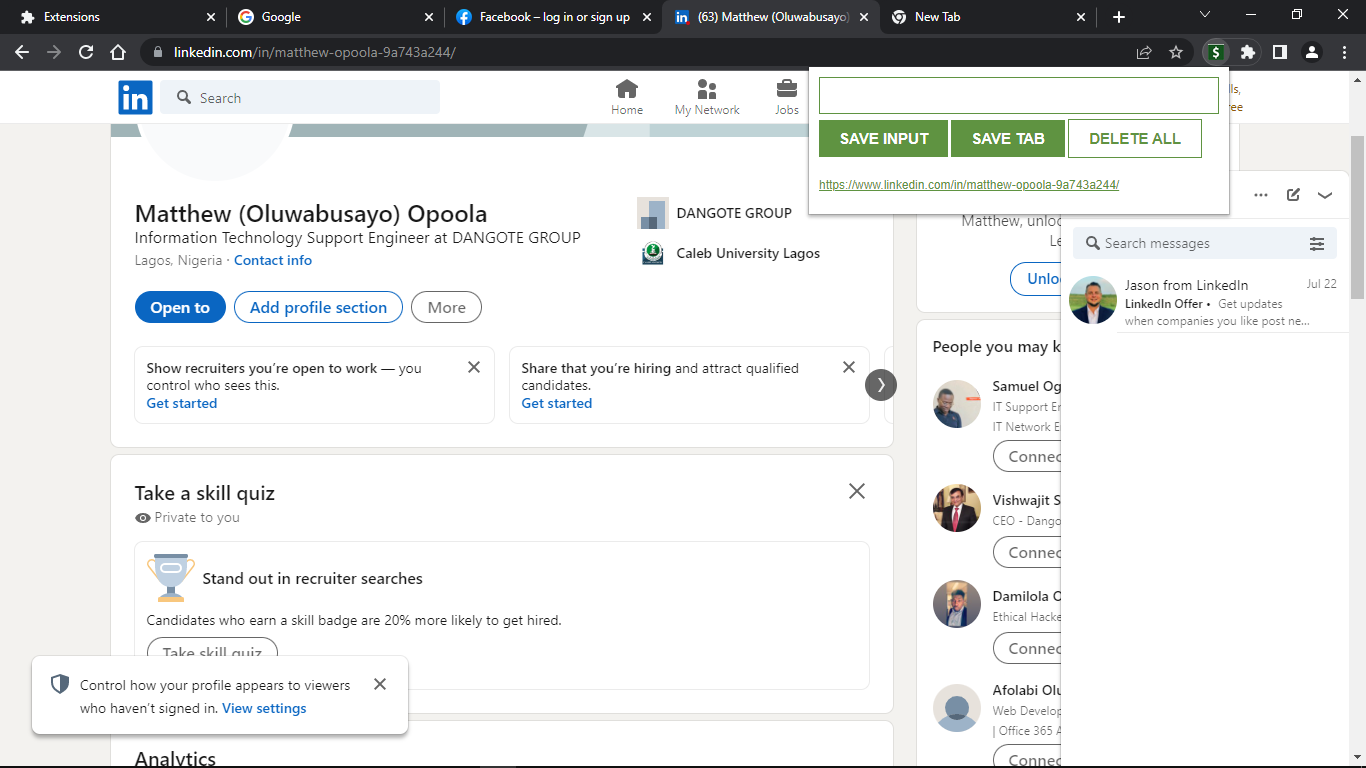 Extensions
Google
Facebook – log in or sign up
(63) Matthew (Oluwabusayo)
New Tab
linkedin.com/in/matthew-opoola-9a743a244/
$
in
Search
Home
My Network
Jobs
SAVE INPUT
SAVE TAB
DELETE ALL
https://www.linkedin.com/in/matthew-opoola-9a743a244/
Matthew (Oluwabusayo) Opoola
Information Technology Support Engineer at DANGOTE GROUP
Lagos, Nigeria · Contact info
DANGOTE GROUP
Caleb University Lagos
Open to
Add profile section
More
Show recruiters you're open to work — you
control who sees this.
Get started
Share that you're hiring and attract qualified
candidates.
Get started
Take a skill quiz
Private to you
Stand out in recruiter searches
Candidates who earn a skill badge are 20% more likely to get hired.
Take skill quiz
Control how your profile appears to viewers
who haven't signed in. View settings
Analytics
Matthew, unloc
Le
Unlo
People you may k
Samuel Og
IT Support Er
IT Network E
Connec
Vishwajit S
CEO - Dango
Connec
Damilola O
Ethical Hacke
Connec
Afolabi Olu
Web Develop
| Office 365 A
Connec
Search messages
Jason from LinkedIn
Jul 22
LinkedIn Offer • Get updates
when companies you like post ne...